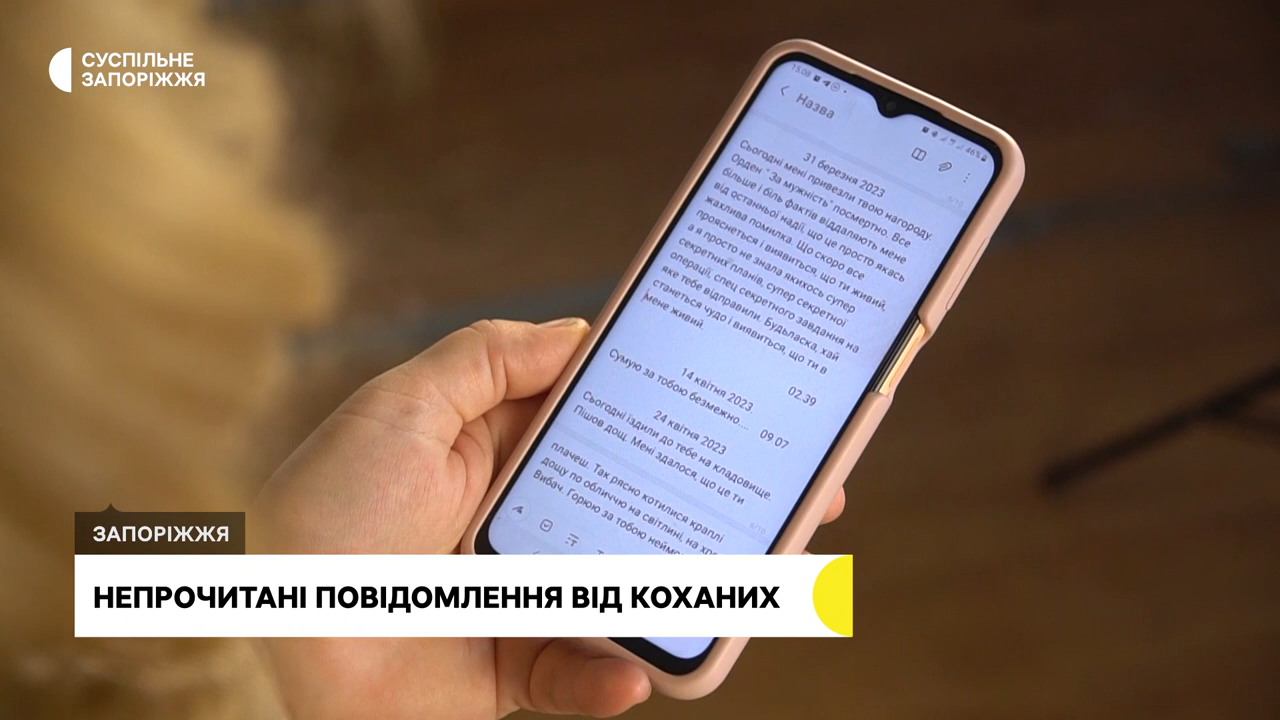 СУСПІЛЬНЕ
ЗАПОРІЖЖЯ
15:08
46%
Назва
31 березня 2023
Сьогодні мені привезли твою нагороду.
Орден "За мужність" посмертно. Все
більше і біль фактів віддаляють мене
від останньої надії, що це просто якась
жахлива помилка. Що скоро все
прояснеться і виявиться, що ти живий,
а я просто не знала якихось супер
секретних планів, супер секретної
операції, спец секретного завдання на
яке тебе відправили. Будьласка, хай
станеться чудо і виявиться, що ти в
мене живий.
02.39
14 квітня 2023
Сумую за тобою безмежно....
09.07
24 квітня 2023
Сьогодні їздили до тебе на кладовище.
Пішов дощ. Мені здалося, що це ти
плачеш. Так рясно котилися краплі
дощу по обличчю на світлині, на
Вибач. Горюю за тобою
ЗАПОРІЖЖЯ
НЕПРОЧИТАНІ ПОВІДОМЛЕННЯ ВІД КОХАНИХ